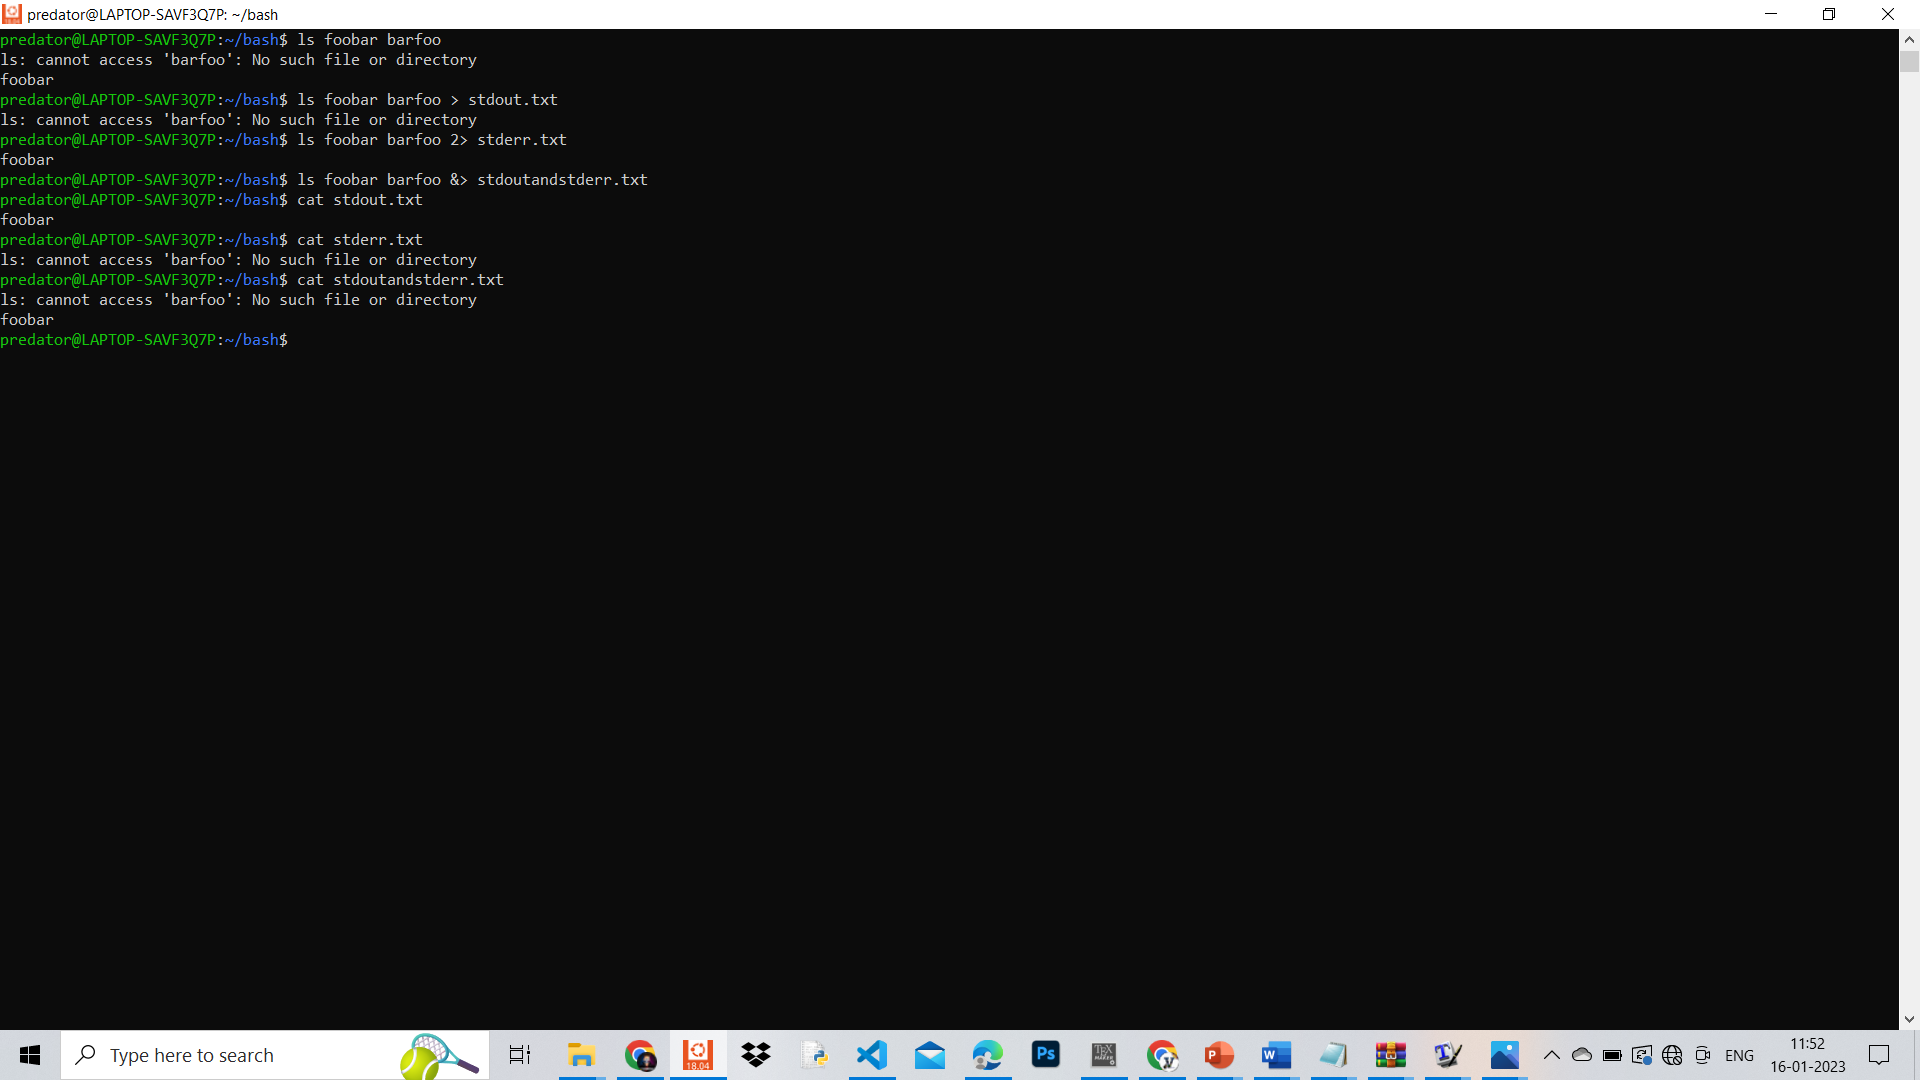 predator@LAPTOP-SAVF3Q7P: ~/bash
predator@LAPTOP-SAVF3Q7P:~/bash$ ls foobar barfoo
ls: cannot access 'barfoo': No such file or directory
foobar
predator@LAPTOP-SAVF3Q7P:~/bash$ ls foobar barfoo > stdout.txt
ls: cannot access 'barfoo': No such file or directory
predator@LAPTOP-SAVF3Q7P:~/bash$ ls foobar barfoo 2> stderr.txt
foobar
predator@LAPTOP-SAVF3Q7P:~/bash$ ls foobar barfoo &> stdoutandstderr.txt
predator@LAPTOP-SAVF3Q7P:~/bash$ cat stdout.txt
foobar
predator@LAPTOP-SAVF3Q7P:~/bash$ cat stderr.txt
ls: cannot access 'barfoo': No such file or directory
predator@LAPTOP-SAVF3Q7P:~/bash$ cat stdoutandstderr.txt
ls: cannot access 'barfoo': No such file or directory
foobar
predator@LAPTOP-SAVF3Q7P:~/bash$
Type here to search
18.04
Ps
TEX
P
W
ENG
11:52
16-01-2023